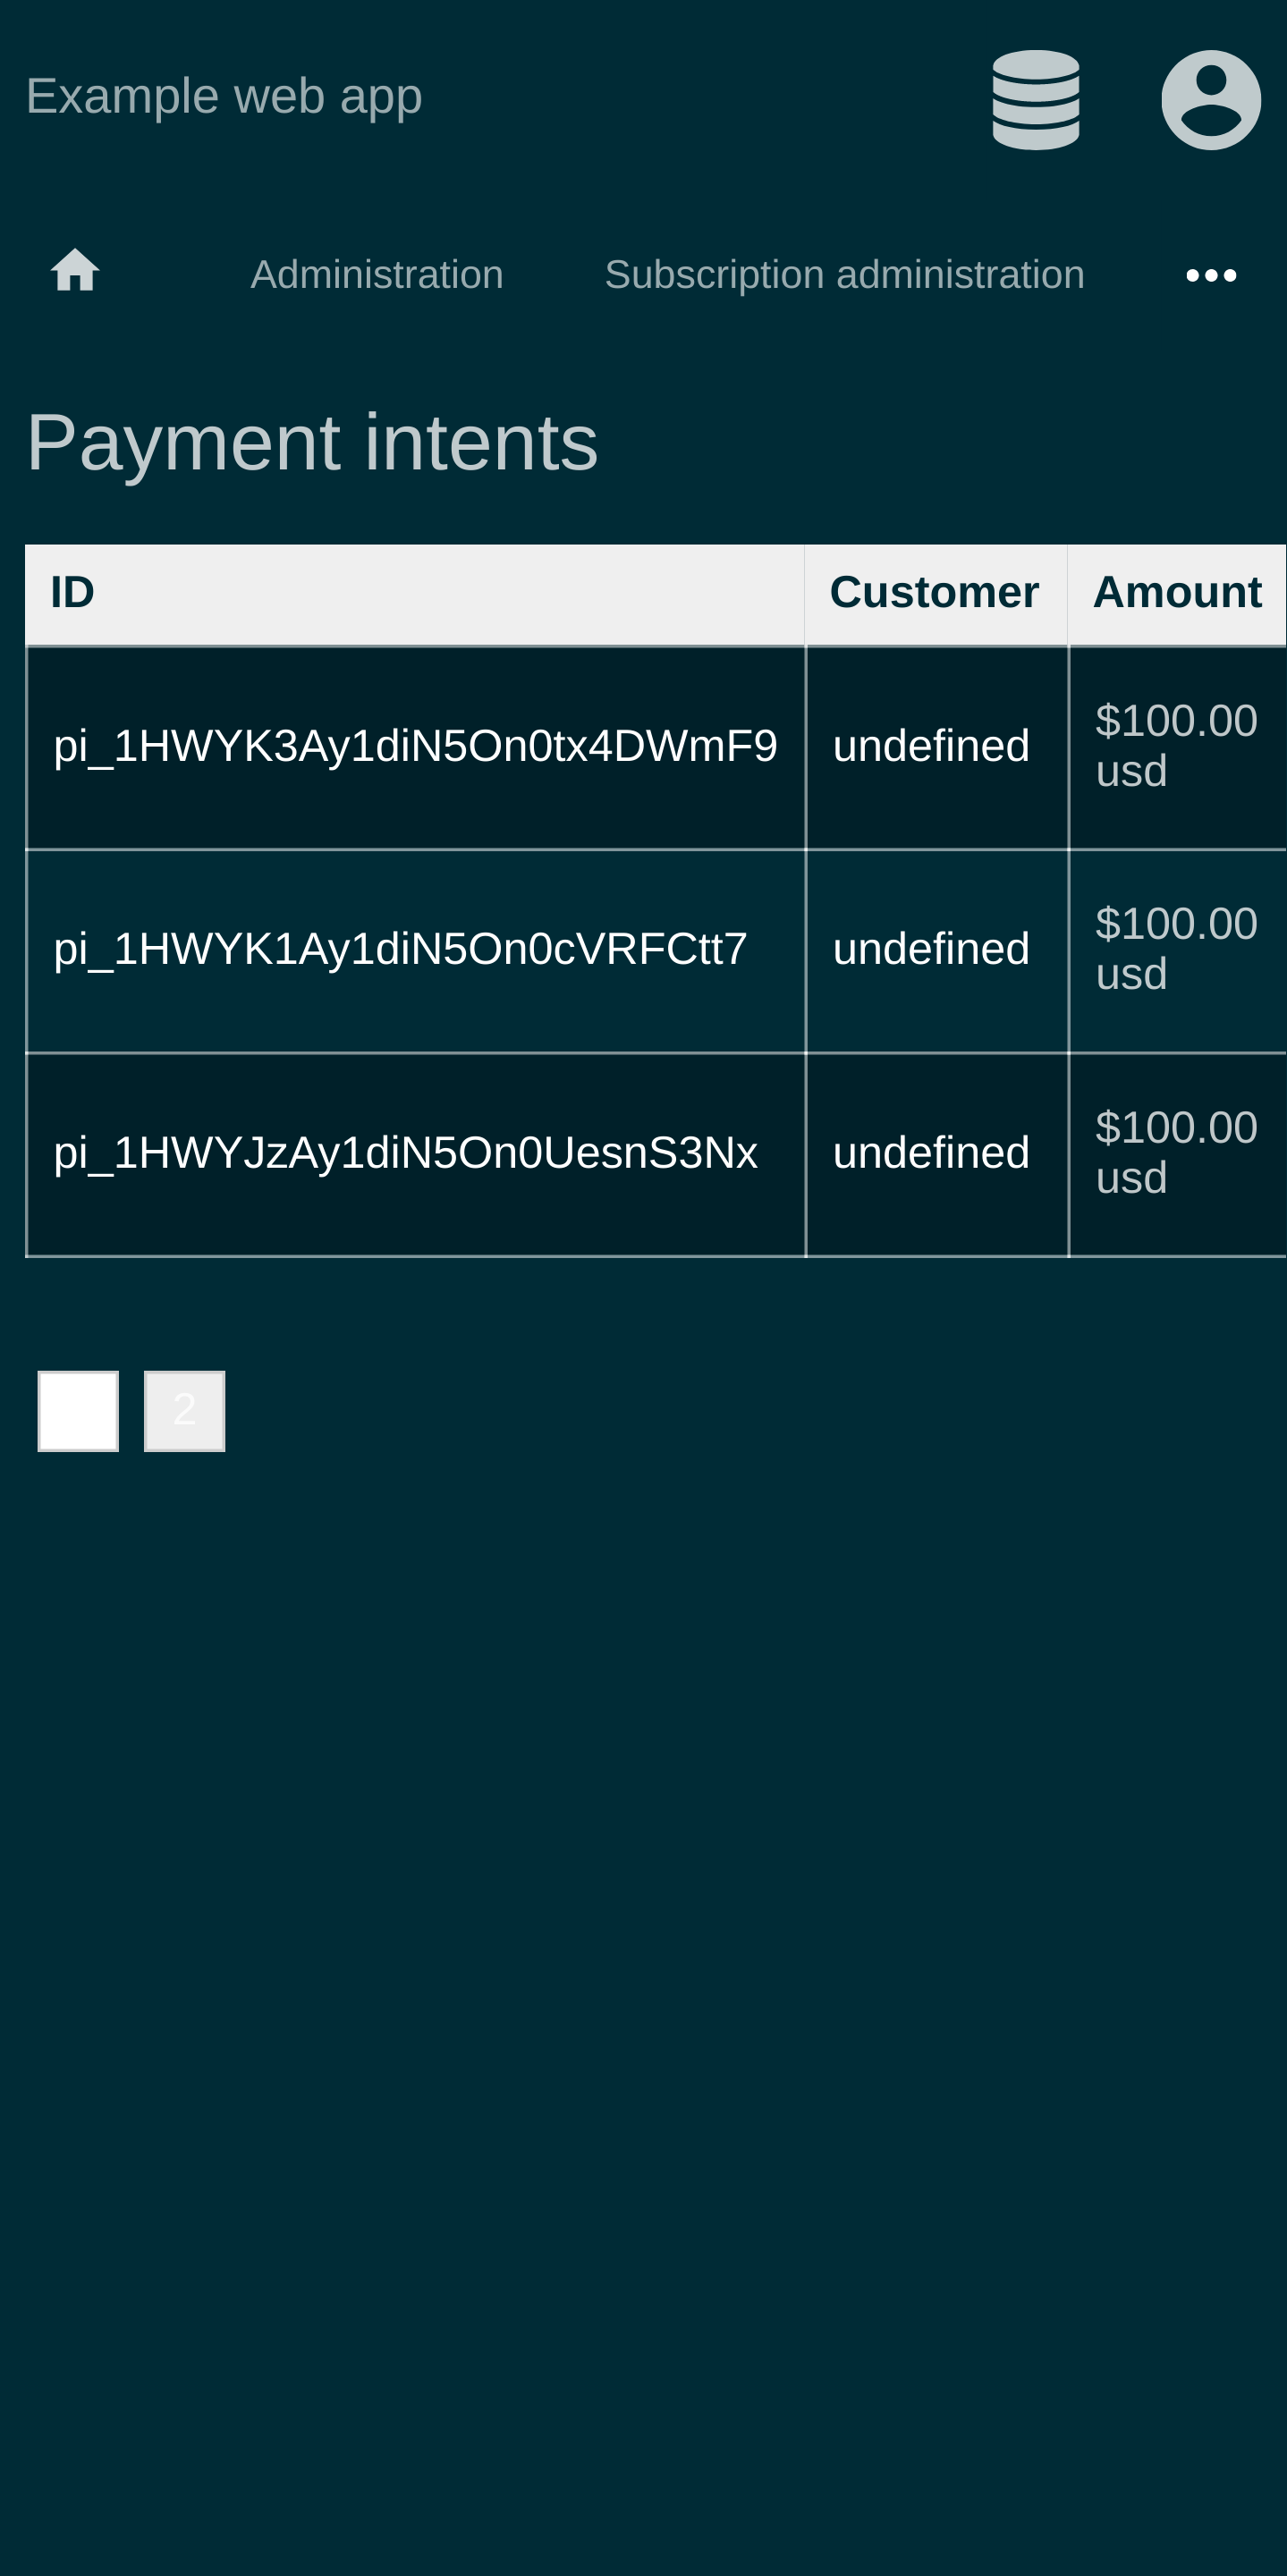 Example web app
Administration Subscription administration
Payment intents
ID Customer Amount
pi_1HWYK3Ay1diN5On0tx4DWmF9 undefined $100.00 usd
pi_1HWYK1Ay1diN5On0cVRFCtt7 undefined $100.00 usd
pi_1HWYJzAy1diN5On0UesnS3Nx undefined $100.00 usd
2